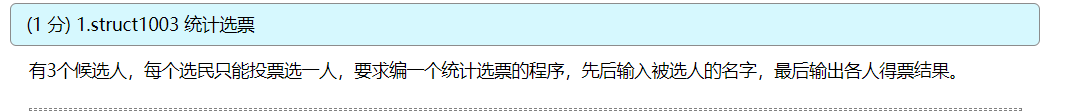 (1 分) 1.struct1003 统计选票
有3个候选人，每个选民只能投票选一人，要求编一个统计选票的程序，先后输入被选人的名字，最后输出各人得票结果。